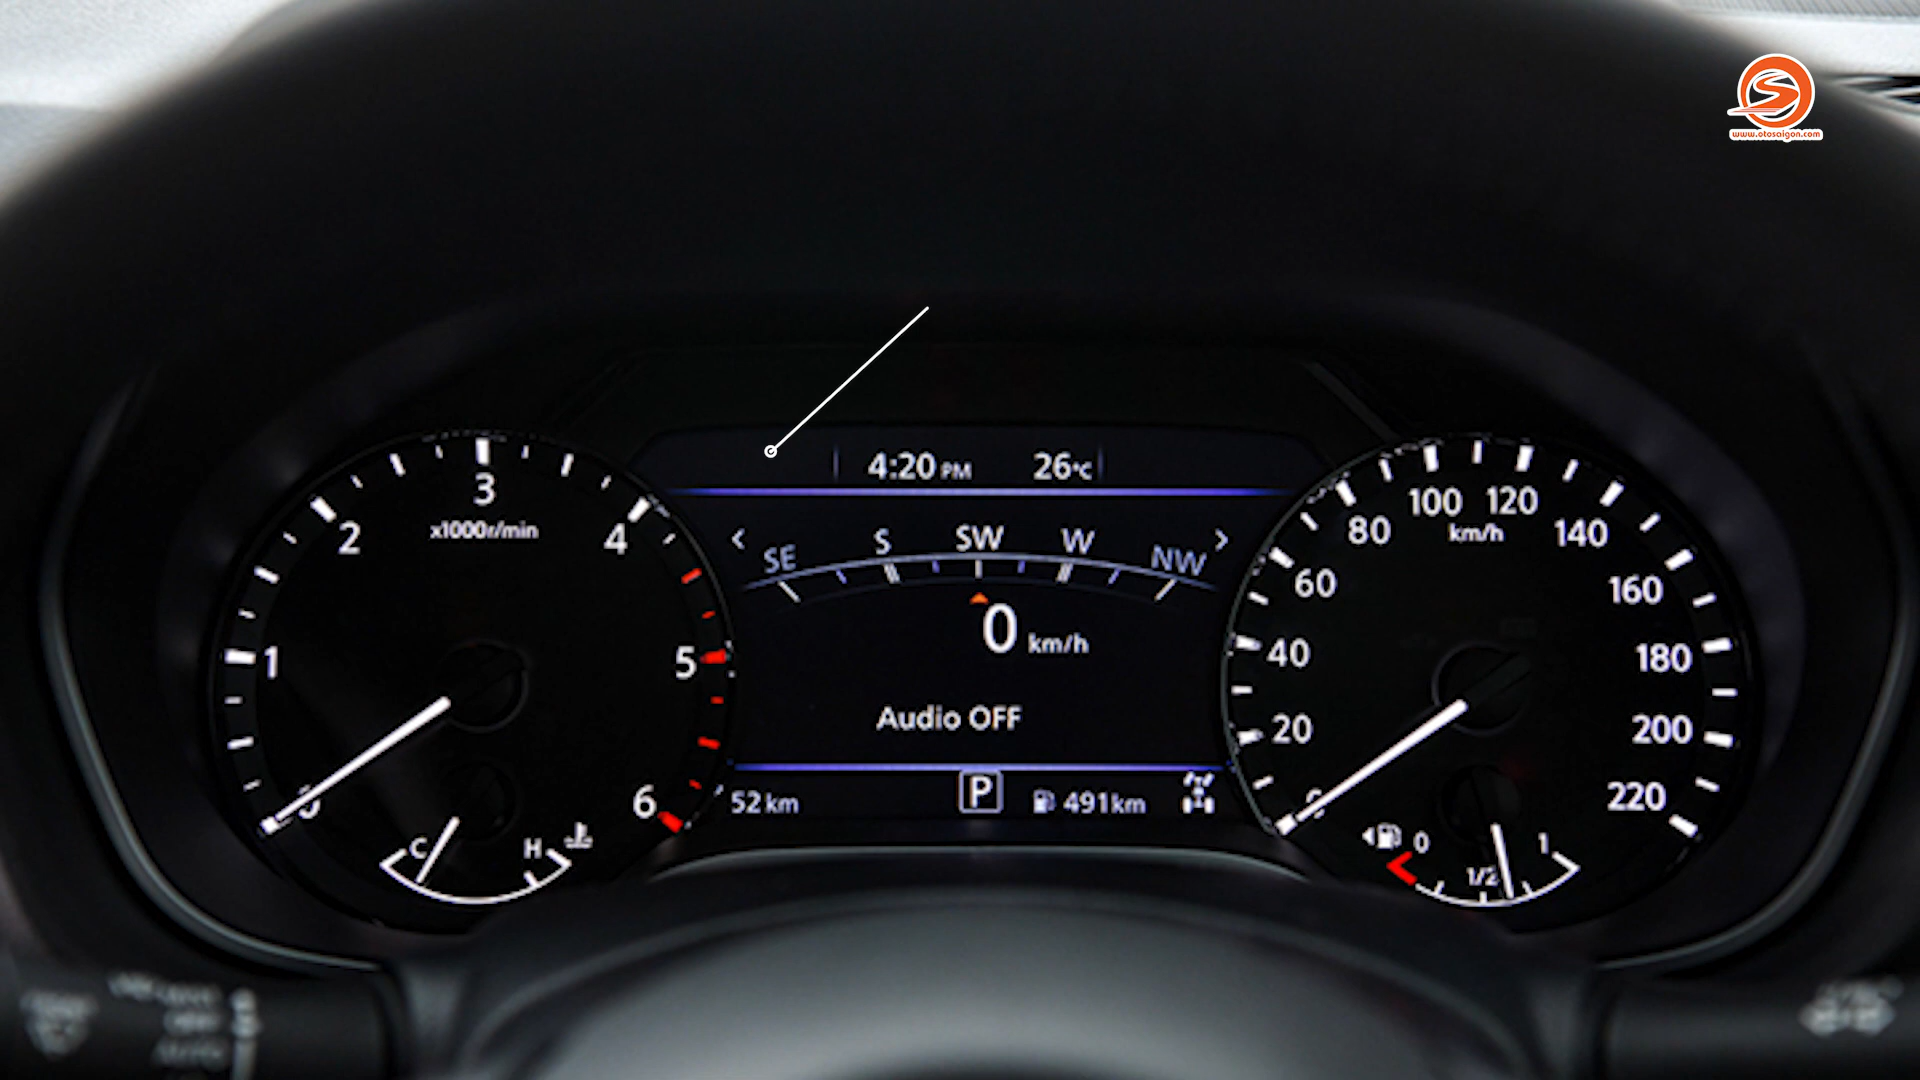 www.otosaigon.com
4:20 PM 26°C
SE S SW W NW
0 km/h
Audio OFF
52 km P 491km
0 1 2 3 4 5 6
x1000r/min
C H
0 20 40 60 80 100 120 140 160 180 200 220
km/h
0 1/2 1